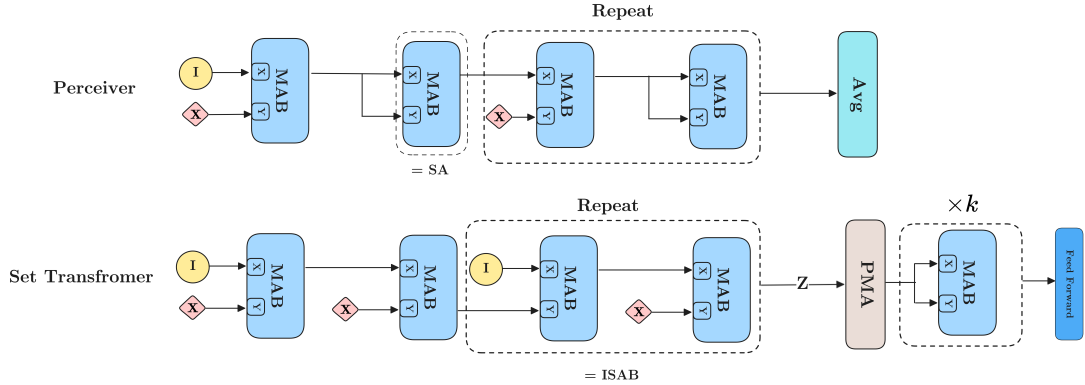 Repeat
Perceiver
I
X
X
Y
MAB
X
Y
MAB
= SA
X
X
Y
MAB
X
Y
MAB
Avg
Repeat
Set Transfromer
I
X
X
Y
MAB
X
X
Y
MAB
I
X
Y
MAB
X
X
Y
MAB
= ISAB
Z
PMA
×k
X
Y
MAB
Feed Forward